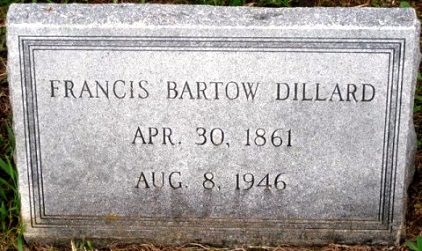 FRANCIS BARTOW DILLARD
APR. 30, 1861
AUG. 8, 1946